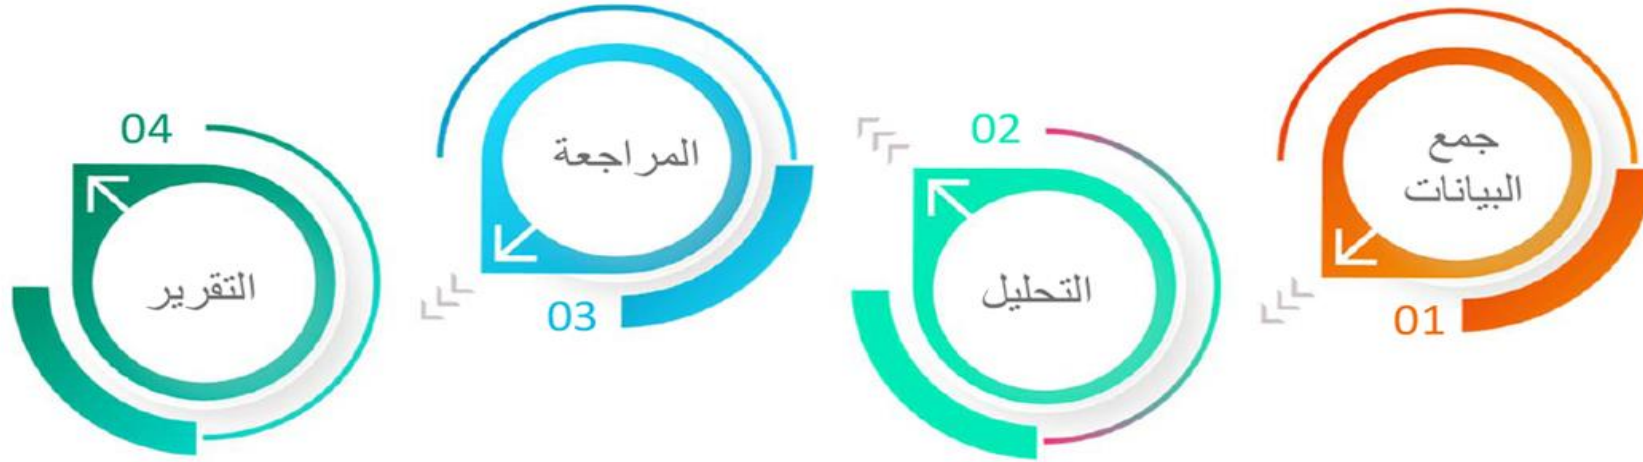 جمع
البيانات
01
02
التحليل
المراجعة
03
04
التقرير